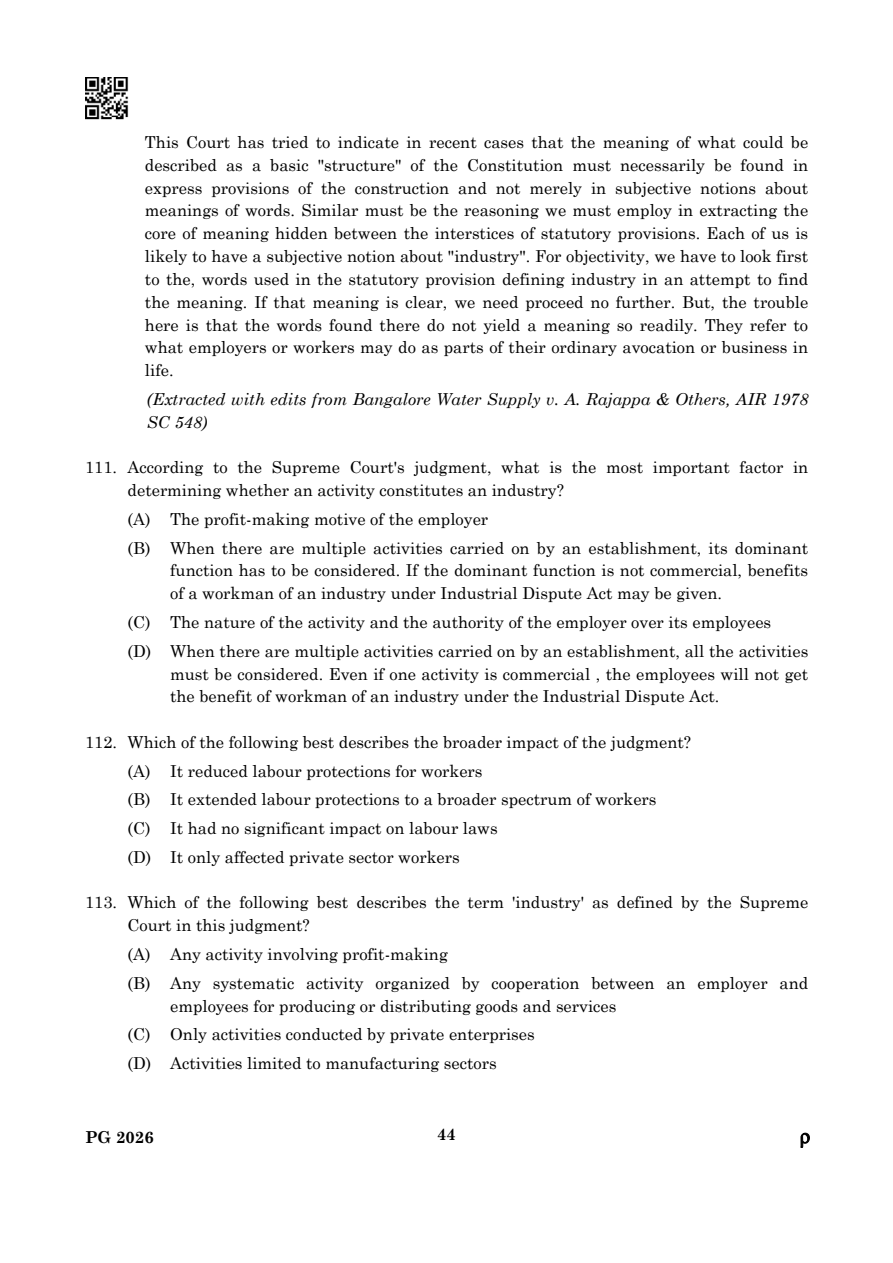 This Court has tried to indicate in recent cases that the meaning of what could be
described as a basic "structure" of the Constitution must necessarily be found in
express provisions of the construction and not merely in subjective notions about
meanings of words. Similar must be the reasoning we must employ in extracting the
core of meaning hidden between the interstices of statutory provisions. Each of us is
likely to have a subjective notion about "industry". For objectivity, we have to look first
to the, words used in the statutory provision defining industry in an attempt to find
the meaning. If that meaning is clear, we need proceed no further. But, the trouble
here is that the words found there do not yield a meaning so readily. They refer to
what employers or workers may do as parts of their ordinary avocation or business in
life.
(Extracted with edits from Bangalore Water Supply v. A. Rajappa & Others, AIR 1978
SC 548)
111. According to the Supreme Court's judgment, what is the most important factor in
determining whether an activity constitutes an industry?
(A) The profit-making motive of the employer
(B) When there are multiple activities carried on by an establishment, its dominant
function has to be considered. If the dominant function is not commercial, benefits
of a workman of an industry under Industrial Dispute Act may be given.
(C) The nature of the activity and the authority of the employer over its employees
(D) When there are multiple activities carried on by an establishment, all the activities
must be considered. Even if one activity is commercial , the employees will not get
the benefit of workman of an industry under the Industrial Dispute Act.
112. Which of the following best describes the broader impact of the judgment?
(A) It reduced labour protections for workers
(B) It extended labour protections to a broader spectrum of workers
(C) It had no significant impact on labour laws
(D) It only affected private sector workers
113. Which of the following best describes the term 'industry' as defined by the Supreme
Court in this judgment?
(A) Any activity involving profit-making
(B) Any systematic activity organized by cooperation between an employer and
employees for producing or distributing goods and services
(C) Only activities conducted by private enterprises
(D) Activities limited to manufacturing sectors
PG 2026
44
ρ